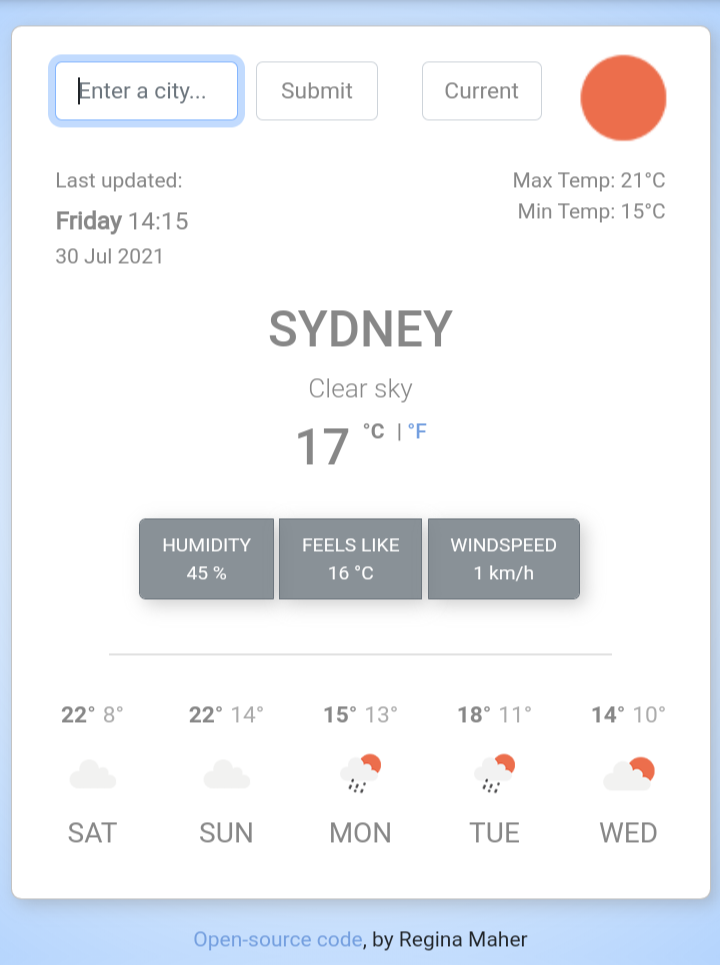 Enter a city...
Submit
Current
Last updated:
Friday 14:15
30 Jul 2021
Max Temp: 21°C
Min Temp: 15°C
SYDNEY
Clear sky
17 °C | °F
HUMIDITY
45 %
FEELS LIKE
16 °C
WINDSPEED
1 km/h
22° 8°
22° 14°
15° 13°
18° 11°
14° 10°
SAT
SUN
MON
TUE
WED
Open-source code, by Regina Maher